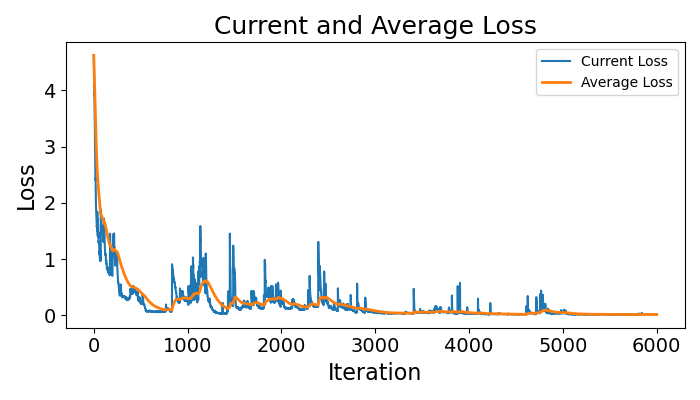 Current and Average Loss
Current Loss
Average Loss
Loss
4
3
2
1
0
0 1000 2000 3000 4000 5000 6000
Iteration